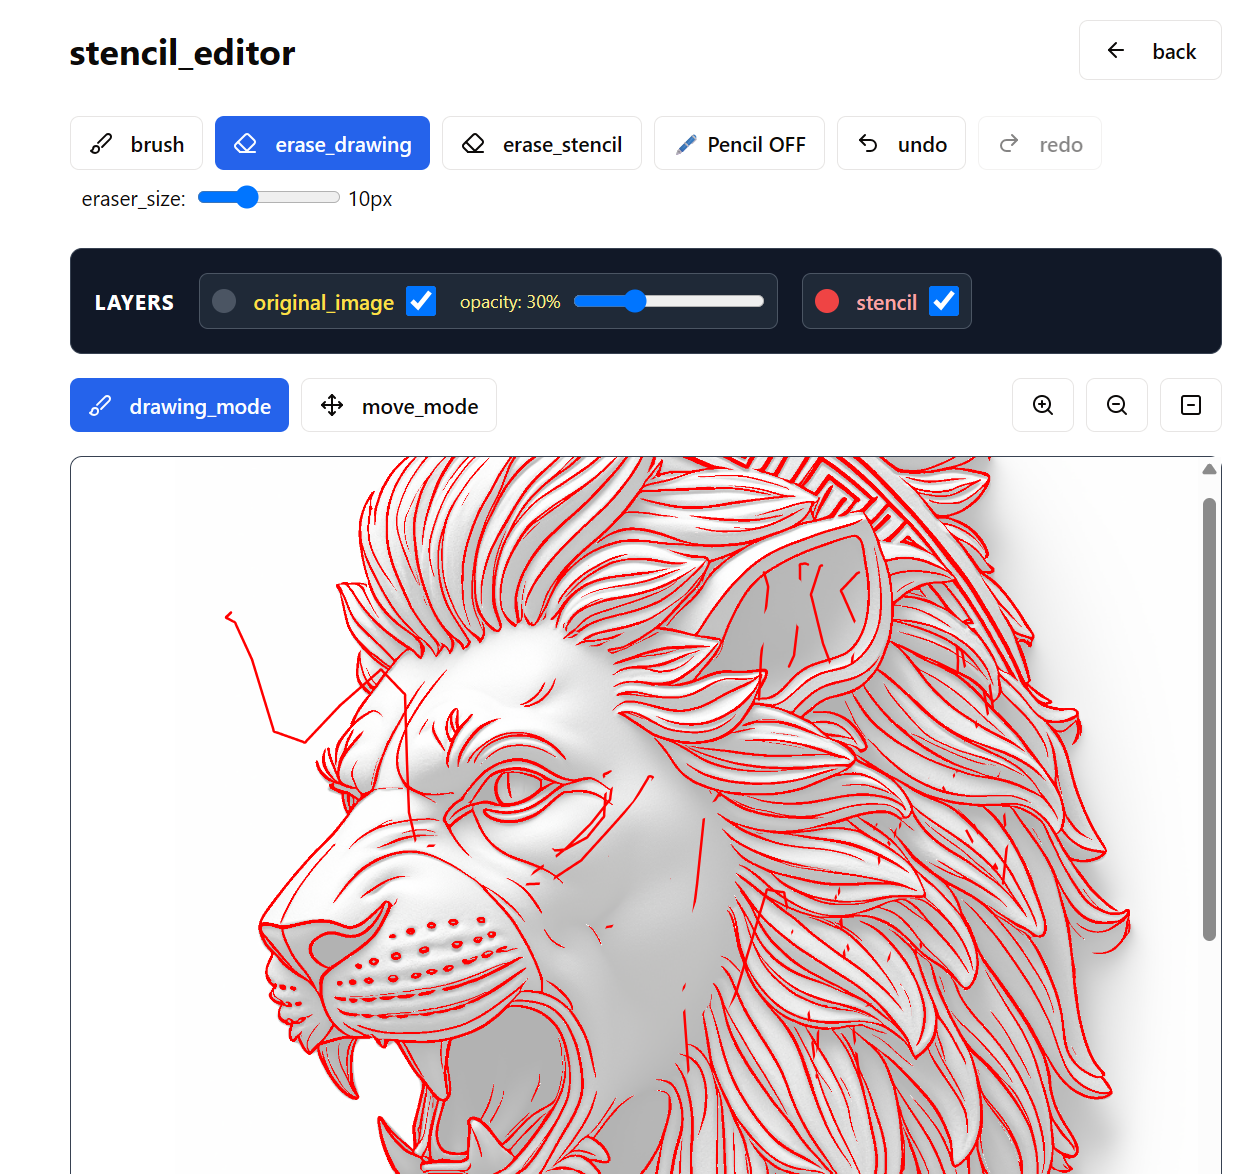 stencil_editor
back
brush
erase_drawing
erase_stencil
Pencil OFF
undo
redo
eraser_size:
10px
LAYERS
original_image
opacity: 30%
stencil
drawing_mode
move_mode